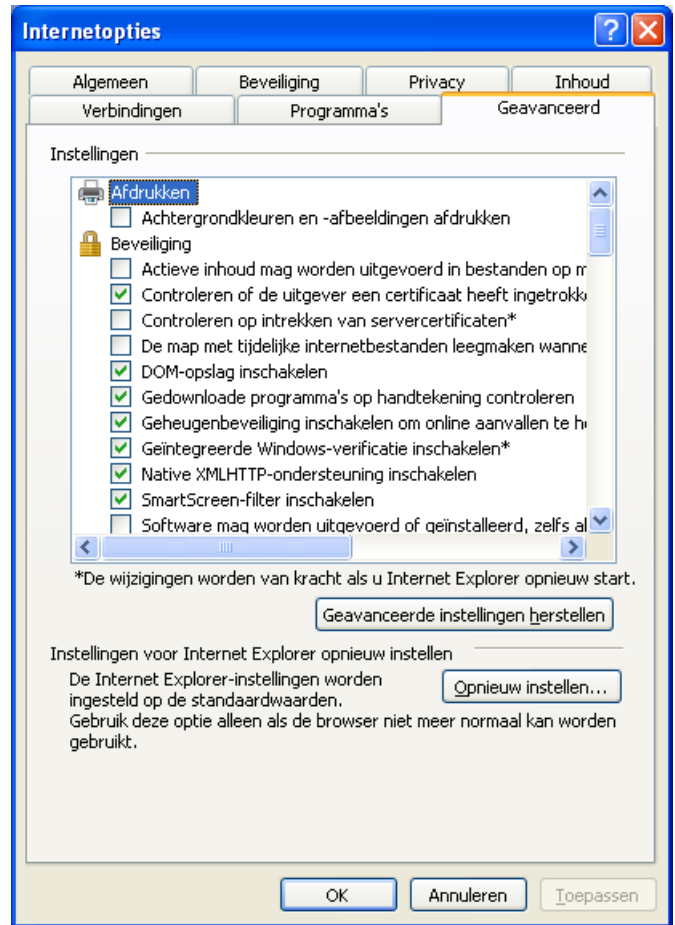 Internetopties
Algemeen Beveiliging Privacy Inhoud
Verbindingen Programma's Geavanceerd
Instellingen
Afdrukken
Achtergrondkleuren en -afbeeldingen afdrukken
Beveiliging
Actieve inhoud mag worden uitgevoerd in bestanden op m
Controleren of de uitgever een certificaat heeft ingetrokk
Controleren op intrekken van servercertificaten*
De map met tijdelijke internetbestanden leegmaken wanne
DOM-opslag inschakelen
Gedownloade programma's op handtekening controleren
Geheugenbeveiliging inschakelen om online aanvallen te h
Geïntegreerde Windows-verificatie inschakelen*
Native XMLHTTP-ondersteuning inschakelen
SmartScreen-filter inschakelen
Software mag worden uitgevoerd of geïnstalleerd, zelfs al
*De wijzigingen worden van kracht als u Internet Explorer opnieuw start.
Geavanceerde instellingen herstellen
Instellingen voor Internet Explorer opnieuw instellen
De Internet Explorer-instellingen worden
ingesteld op de standaardwaarden.
Opnieuw instellen...
Gebruik deze optie alleen als de browser niet meer normaal kan worden
gebruikt.
OK Annuleren Toepassen